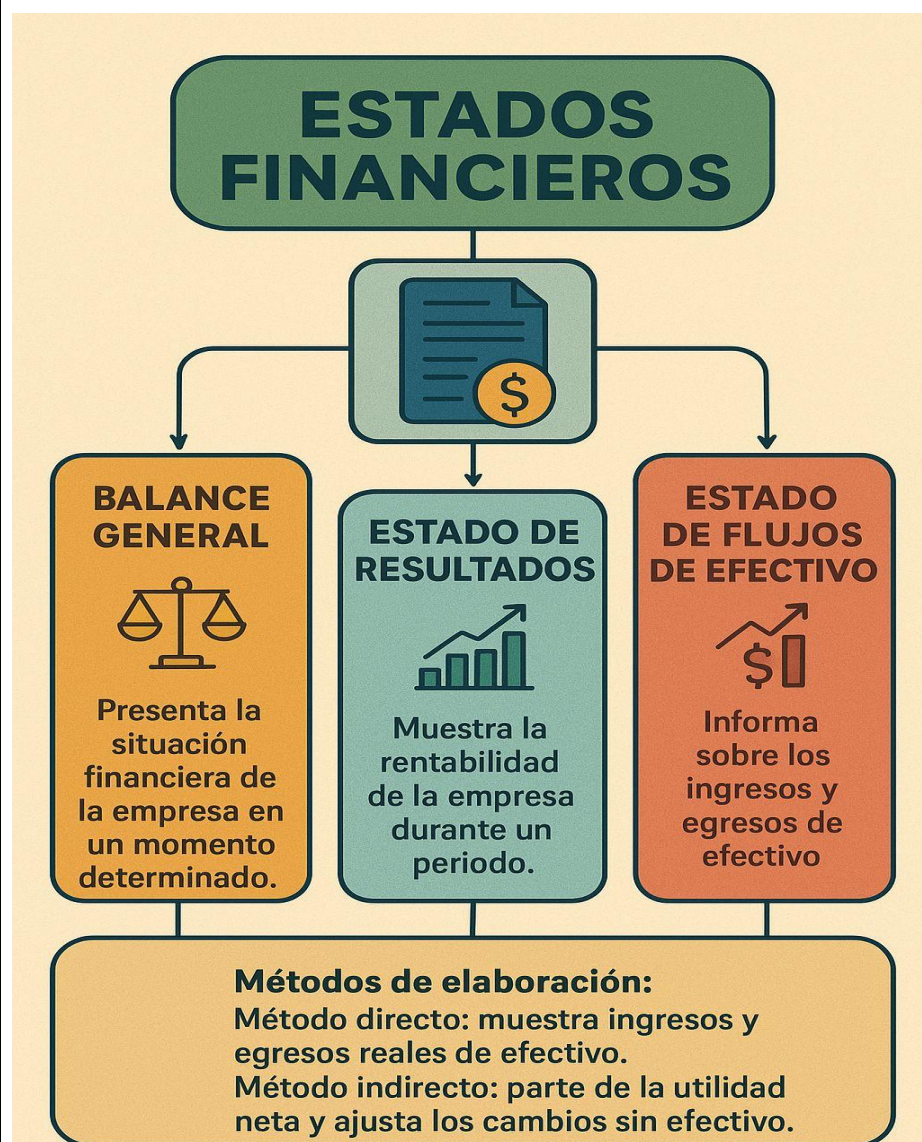 ESTADOS
FINANCIEROS
$
BALANCE
GENERAL
Presenta la
situación
financiera de
la empresa en
un momento
determinado.
ESTADO DE
RESULTADOS
Muestra la
rentabilidad
de la empresa
durante un
periodo.
ESTADO
DE FLUJOS
DE EFECTIVO
$
Informa
sobre los
ingresos y
egresos de
efectivo
Métodos de elaboración:
Método directo: muestra ingresos y
egresos reales de efectivo.
Método indirecto: parte de la utilidad
neta y ajusta los cambios sin efectivo.